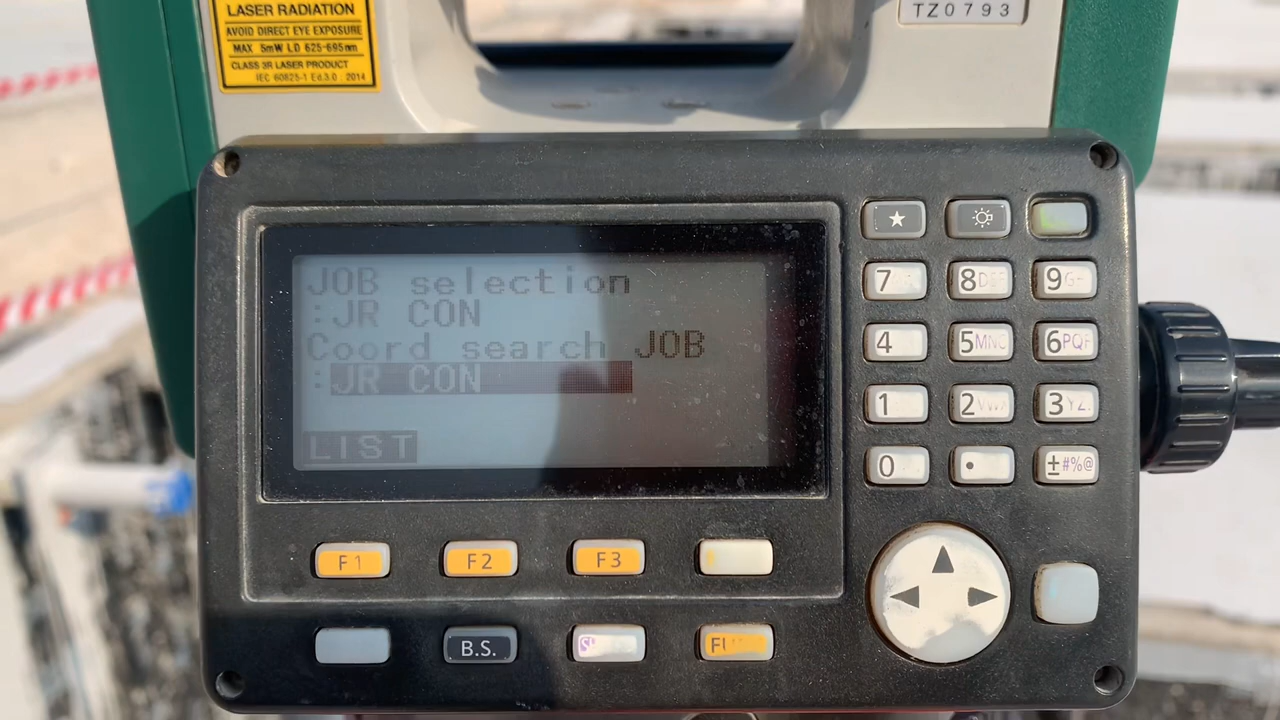 LASER RADIATION
AVOID DIRECT EYE EXPOSURE
MAX 5mW LD 625-695nm
CLASS 3R LASER PRODUCT
IEC 60825-1 Ed.3.0 : 2014
TZ0793
JOB selection
:JR CON
Coord search JOB
:JR CON
LIST
7 8 9
4 5MNO 6PQR
1 2 3YZ
0 . ±#%@
F1 F2 F3
B.S.